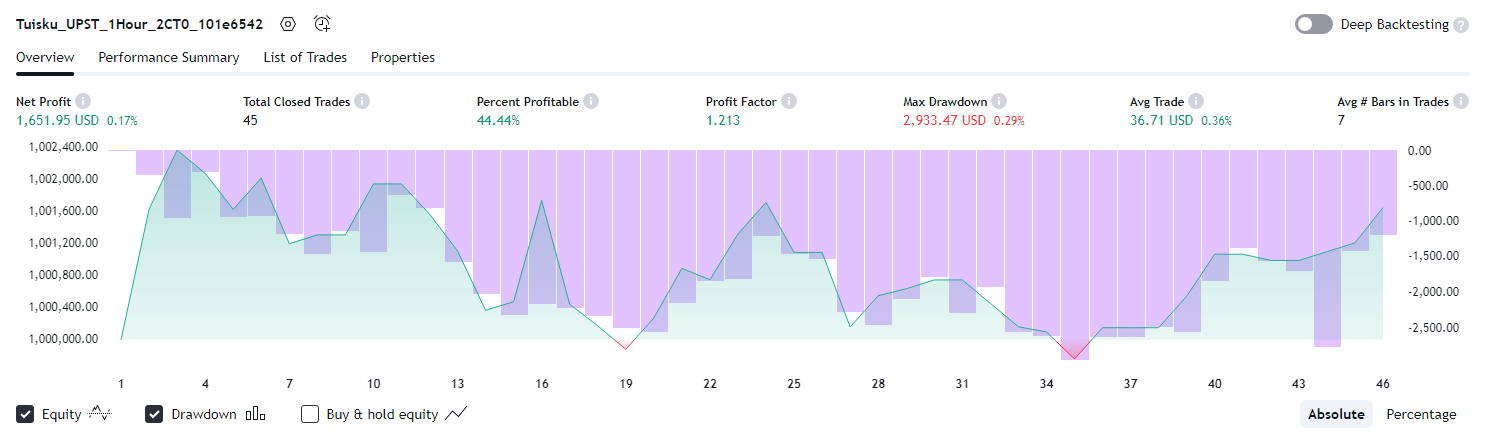 Tuisku_UPST_1Hour_2CT0_101e6542 Deep Backtesting ?
Overview Performance Summary List of Trades Properties
Net Profit i Total Closed Trades i Percent Profitable i Profit Factor i Max Drawdown i Avg Trade i Avg # Bars in Trades i
1,651.95 USD 0.17% 45 44.44% 1.213 2,933.47 USD 0.29% 36.71 USD 0.36% 7
1,002,400.00 0.00
1,002,000.00 -500.00
1,001,600.00 -1,000.00
1,001,200.00 -1,500.00
1,000,800.00 -2,000.00
1,000,400.00 -2,500.00
1,000,000.00
1 4 7 10 13 16 19 22 25 28 31 34 37 40 43 46
Equity Drawdown Buy & hold equity Absolute Percentage